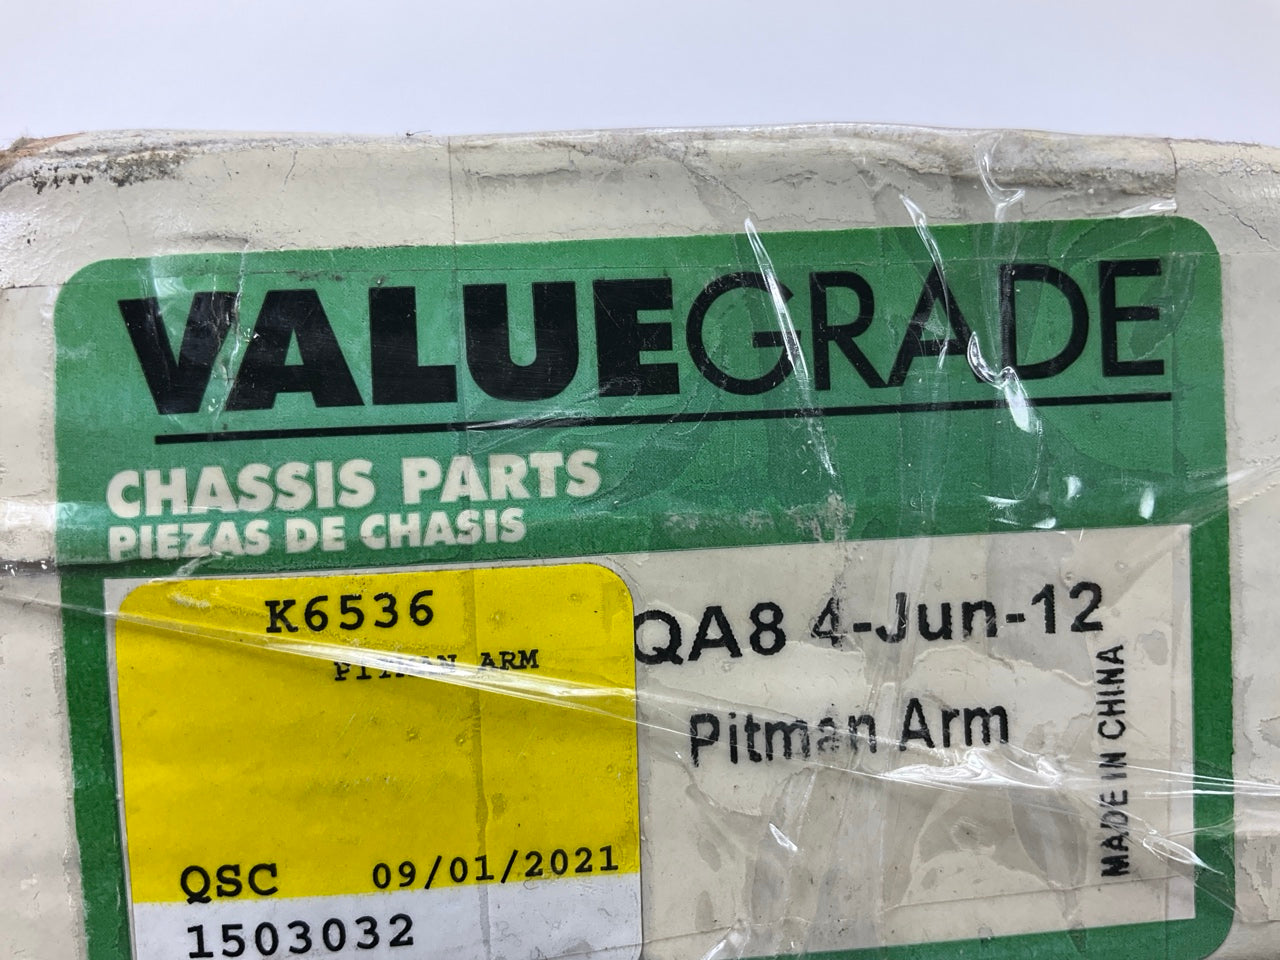 VALUEGRADE
CHASSIS PARTS
PIEZAS DE CHASIS
K6536
PITMAN ARM
QSC 09/01/2021
1503032
QA8 4-Jun-12
Pitman Arm
MADE IN CHINA